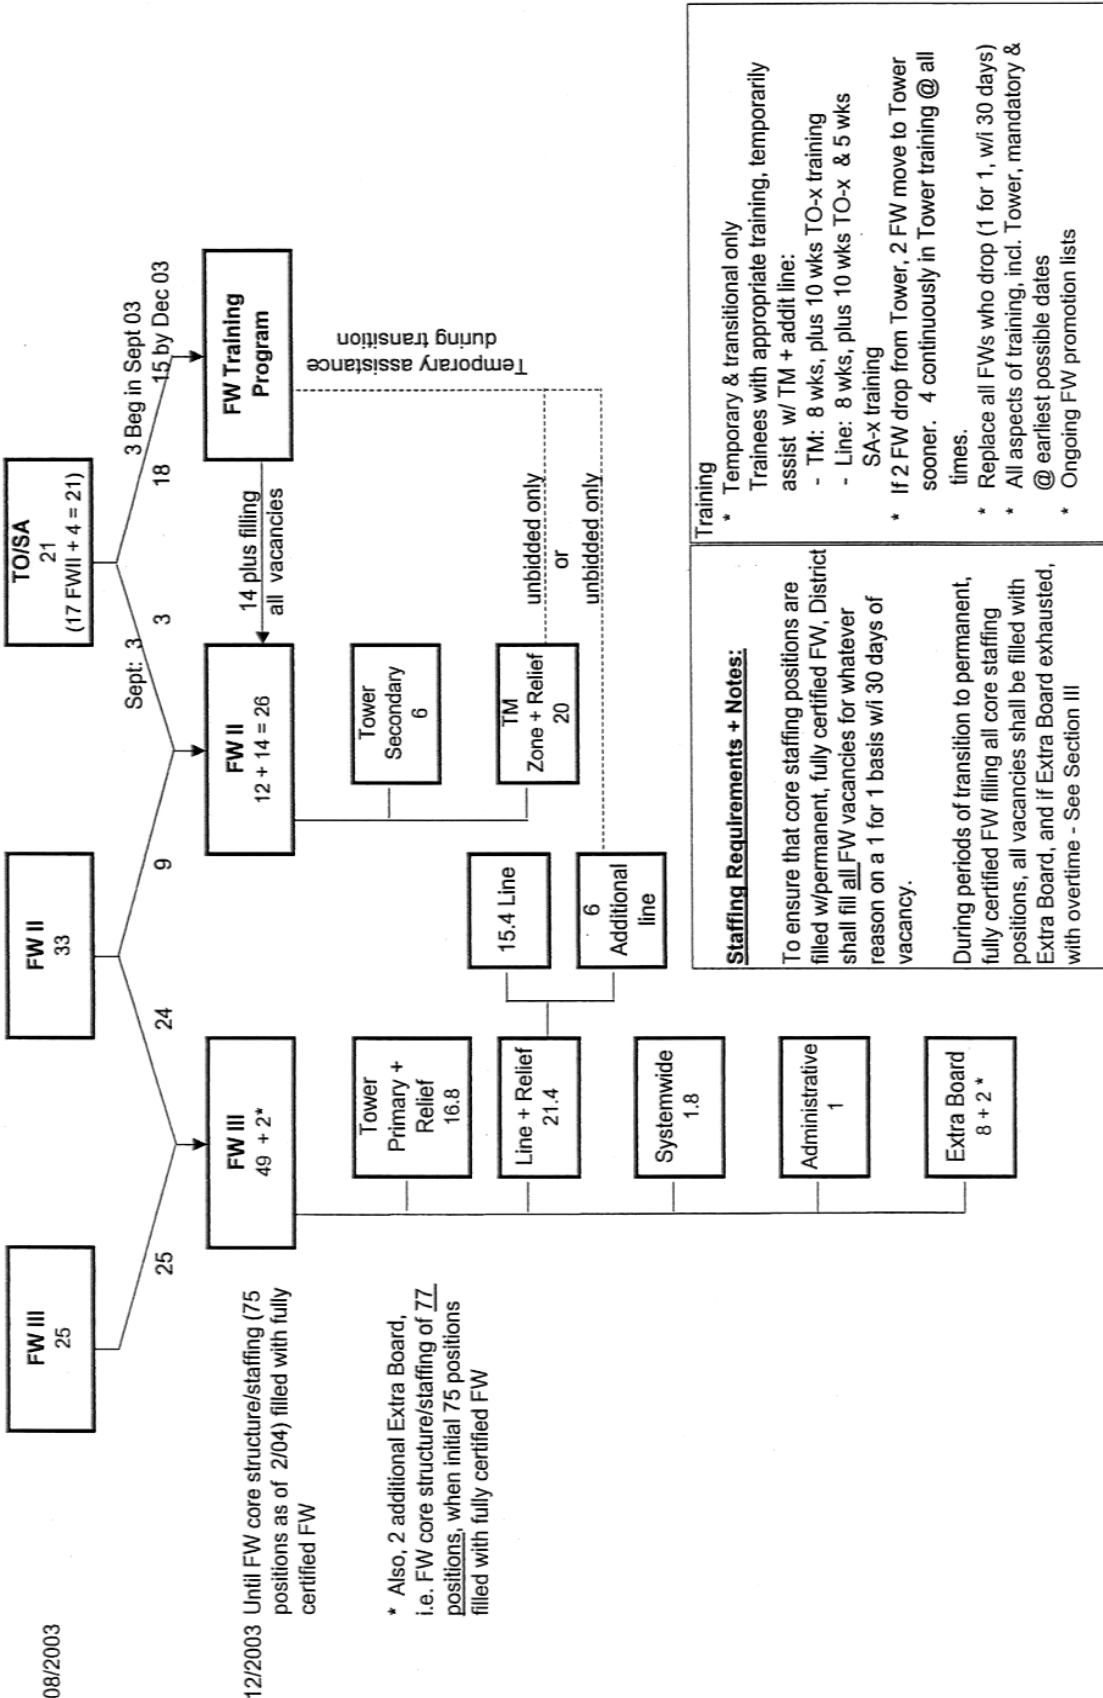 08/2003
FW III
25
FW II
33
TO/SA
21
(17 FWII + 4 = 21)
25
24
9
Sept: 3
3
18
3 Beg in Sept 03
15 by Dec 03
12/2003 Until FW core structure/staffing (75
positions as of 2/04) filled with fully
certified FW
FW III
49 + 2*
FW II
12 + 14 = 26
14 plus filling
all vacancies
FW Training
Program
Temporary assistance
during transition
* Also, 2 additional Extra Board,
i.e. FW core structure/staffing of 77
positions, when initial 75 positions
filled with fully certified FW
Tower
Primary +
Relief
16.8
Line + Relief
21.4
Systemwide
1.8
Administrative
1
Extra Board
8 + 2 *
15.4 Line
6
Additional
line
Tower
Secondary
6
TM
Zone + Relief
20
unbidded only
or
unbidded only
Staffing Requirements + Notes:
To ensure that core staffing positions are
filled w/permanent, fully certified FW, District
shall fill all FW vacancies for whatever
reason on a 1 for 1 basis w/i 30 days of
vacancy.
During periods of transition to permanent,
fully certified FW filling all core staffing
positions, all vacancies shall be filled with
Extra Board, and if Extra Board exhausted,
with overtime - See Section III
Training
* Temporary & transitional only
Trainees with appropriate training, temporarily
assist w/ TM + addit line:
- TM: 8 wks, plus 10 wks TO-x training
- Line: 8 wks, plus 10 wks TO-x & 5 wks
SA-x training
* If 2 FW drop from Tower, 2 FW move to Tower
sooner. 4 continuously in Tower training @ all
times.
* Replace all FWs who drop (1 for 1, w/i 30 days)
* All aspects of training, incl. Tower, mandatory &
@ earliest possible dates
* Ongoing FW promotion lists